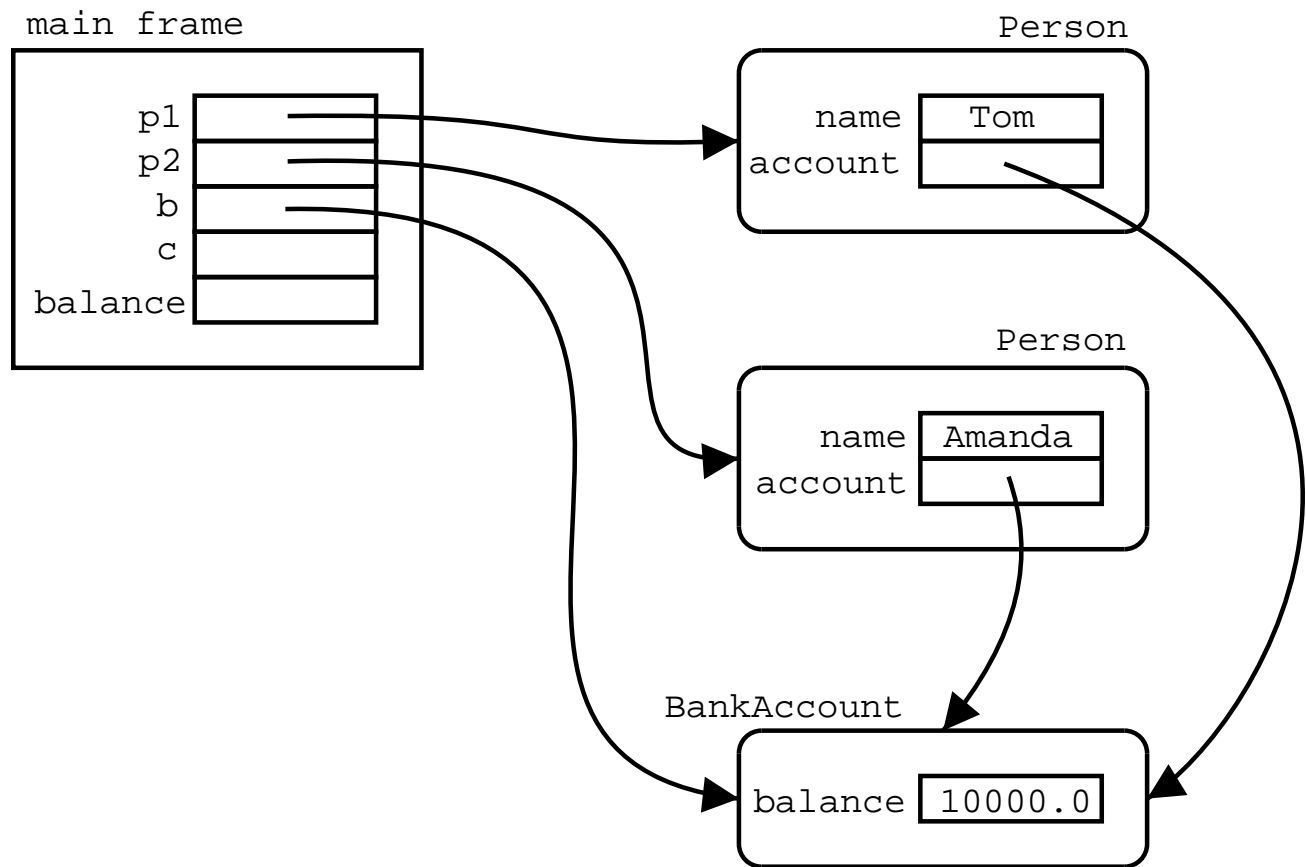 main frame
p1
p2
b
c
balance
Person
name Tom
account
Person
name Amanda
account
BankAccount
balance 10000.0